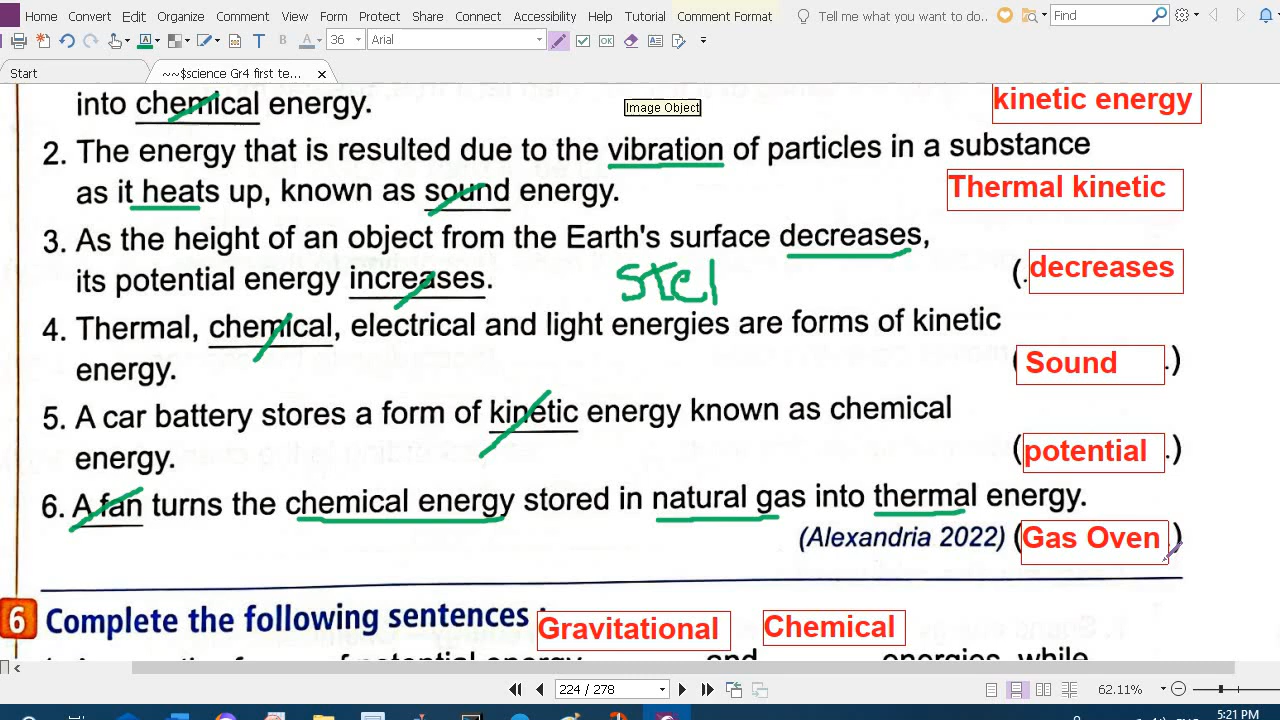 Home Convert Edit Organize Comment View Form Protect Share Connect Accessibility Help Tutorial Comment Format Tell me what you want to do.. Find
36 Arial
Start ~~$science Gr4 first te... ×
into chemical energy. kinetic energy
Image Object
2. The energy that is resulted due to the vibration of particles in a substance
as it heats up, known as sound energy. Thermal kinetic
3. As the height of an object from the Earth's surface decreases,
its potential energy increases. stel (. decreases
4. Thermal, chemical, electrical and light energies are forms of kinetic
energy. ( Sound .)
5. A car battery stores a form of kinetic energy known as chemical
energy. ( potential .)
6. A fan turns the chemical energy stored in natural gas into thermal energy.
(Alexandria 2022) ( Gas Oven )
6 Complete the following sentences : Gravitational Chemical
of potential energy and energies, while
224 / 278 62.11%
5:21 PM